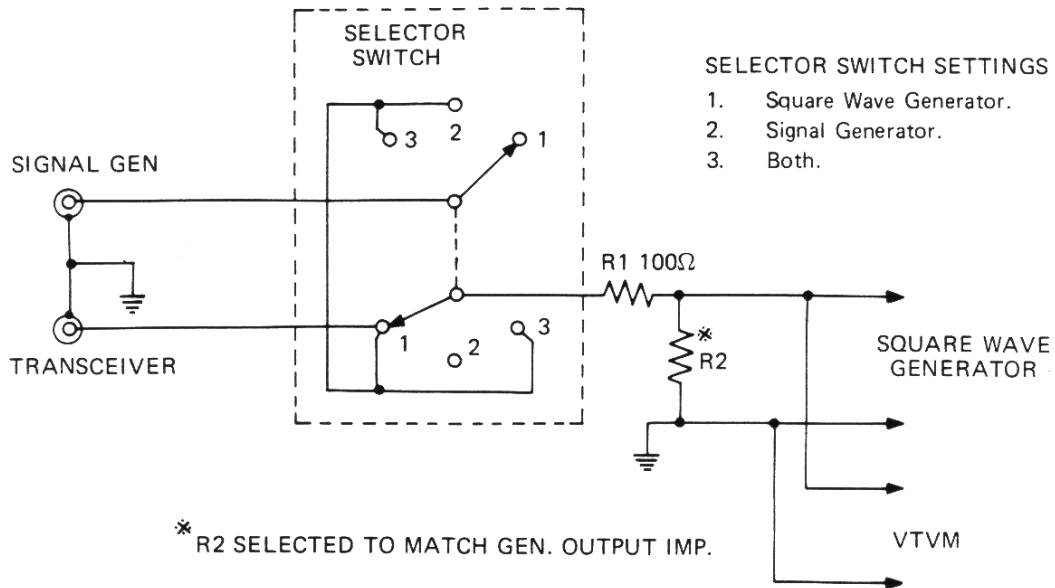 SELECTOR
SWITCH
SELECTOR SWITCH SETTINGS
1. Square Wave Generator.
2. Signal Generator.
3. Both.
2
3
1
SIGNAL GEN
R1 100Ω
TRANSCEIVER
1
2
3
※
R2
SQUARE WAVE
GENERATOR
※R2 SELECTED TO MATCH GEN. OUTPUT IMP.
VTVM